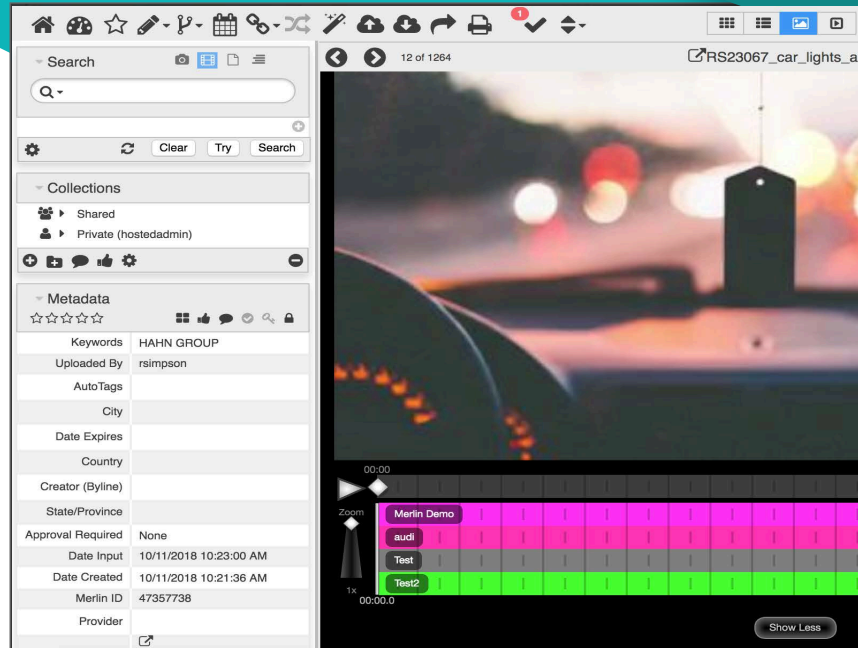 1
Search
12 of 1264
RS23067_car_lights_a
Clear Try Search
Collections
Shared
Private (hostedadmin)
Metadata
Keywords HAHN GROUP
Uploaded By rsimpson
AutoTags
City
Date Expires
Country
Creator (Byline)
State/Province
Approval Required None
Date Input 10/11/2018 10:23:00 AM
Date Created 10/11/2018 10:21:36 AM
Merlin ID 47357738
Provider
00:00
Zoom
Merlin Demo
audi
Test
Test2
1x
00:00.0
Show Less